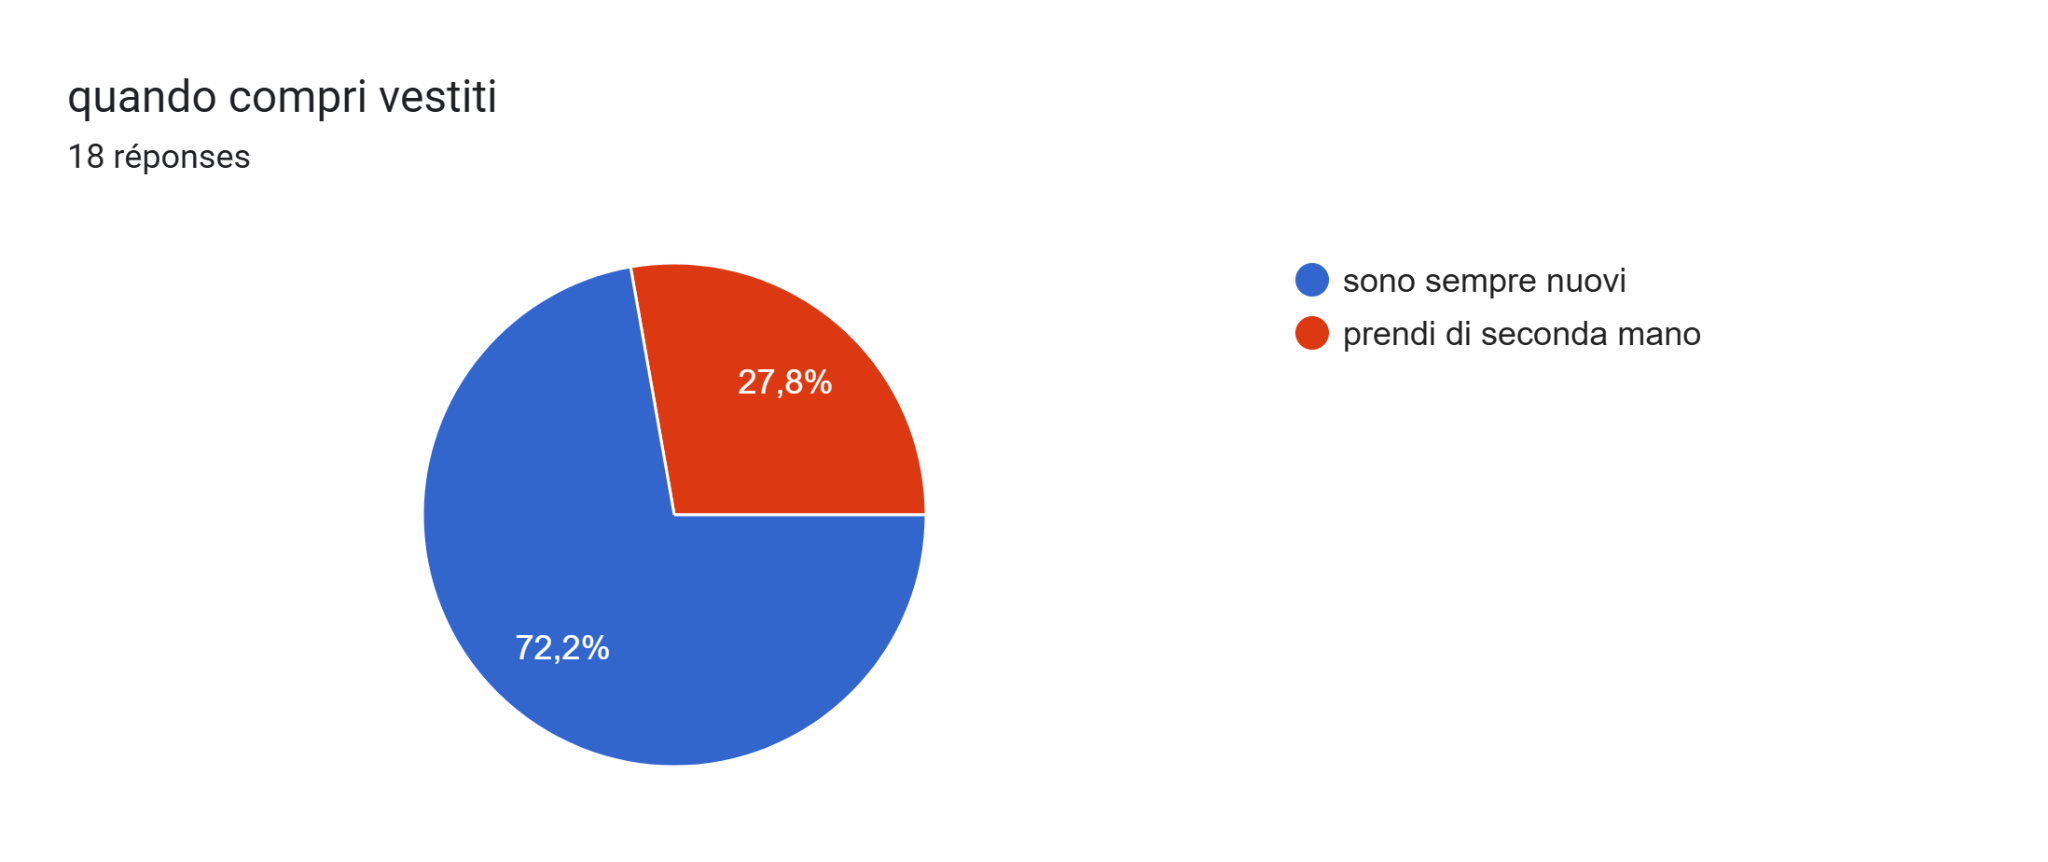 quando compri vestiti
18 réponses
sono sempre nuovi
prendi di seconda mano
27,8%
72,2%